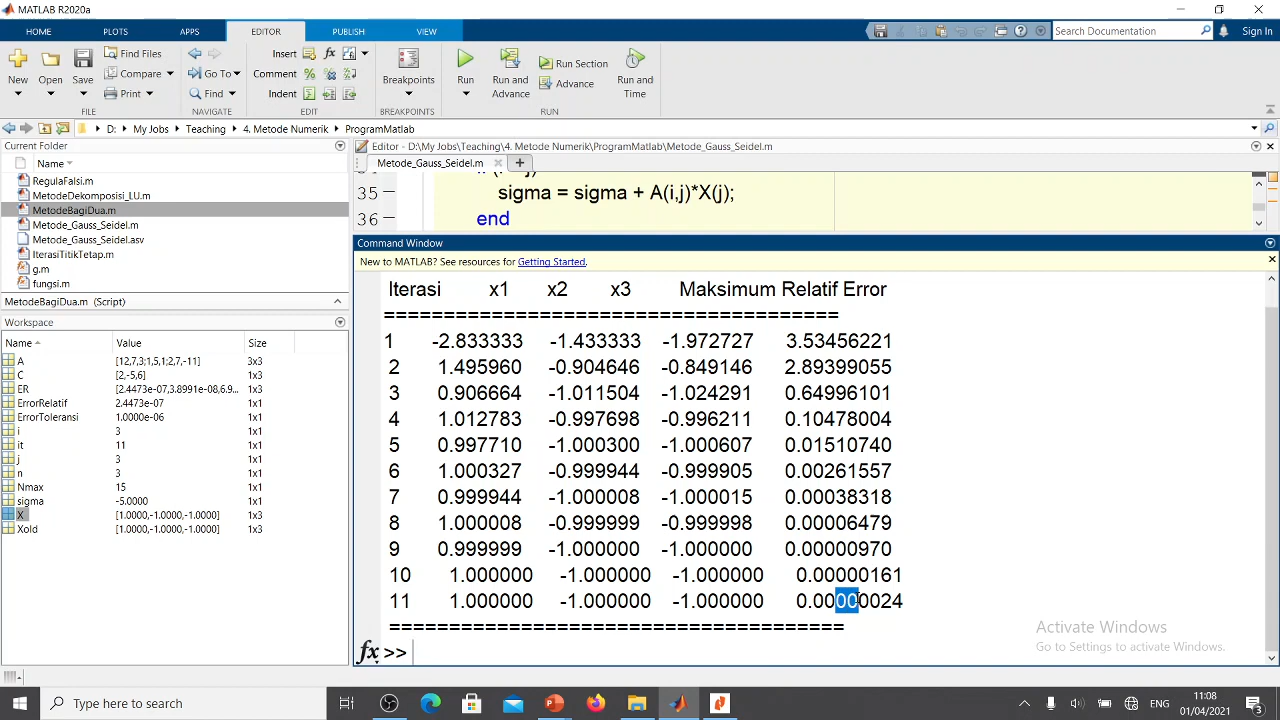 MATLAB R2020a
HOME PLOTS APPS EDITOR PUBLISH VIEW
Search Documentation Sign In
New Open Save Find Files Compare Print
FILE
Go To Find
NAVIGATE
Insert fx
Comment
Indent
EDIT
Breakpoints
BREAKPOINTS
Run Run and Advance Run Section Advance Run and Time
RUN
D: My Jobs Teaching 4. Metode Numerik ProgramMatlab
Current Folder
Name
RegulaFalsi.m
MetodeDekomposisi_LU.m
MetodeBagiDua.m
Metode_Gauss_Seidel.m
Metode_Gauss_Seidel.asv
IterasiTitikTetap.m
g.m
fungsi.m
MetodeBagiDua.m (Script)
Workspace
Name Value Size
A [12,7,3;1,5,1;2,7,-11] 3x3
C [2,-5,6] 1x3
ER [2.4473e-07,3.8991e-08,6.9... 1x3
ErrorRelatif 2.4473e-07 1x1
ErrorToleransi 1.0000e-06 1x1
i 3 1x1
it 11 1x1
j 3 1x1
n 3 1x1
Nmax 15 1x1
sigma -5.0000 1x1
X [1.0000,-1.0000,-1.0000] 1x3
Xold [1.0000,-1.0000,-1.0000] 1x3
Editor - D:\My Jobs\Teaching\4. Metode Numerik\ProgramMatlab\Metode_Gauss_Seidel.m
Metode_Gauss_Seidel.m
35 sigma = sigma + A(i,j)*X(j);
36 end
Command Window
New to MATLAB? See resources for Getting Started.
Iterasi x1 x2 x3 Maksimum Relatif Error
======================================
1 -2.833333 -1.433333 -1.972727 3.53456221
2 1.495960 -0.904646 -0.849146 2.89399055
3 0.906664 -1.011504 -1.024291 0.64996101
4 1.012783 -0.997698 -0.996211 0.10478004
5 0.997710 -1.000300 -1.000607 0.01510740
6 1.000327 -0.999944 -0.999905 0.00261557
7 0.999944 -1.000008 -1.000015 0.00038318
8 1.000008 -0.999999 -0.999998 0.00006479
9 0.999999 -1.000000 -1.000000 0.00000970
10 1.000000 -1.000000 -1.000000 0.00000161
11 1.000000 -1.000000 -1.000000 0.00000024
======================================
fx >>
Activate Windows
Go to Settings to activate Windows.
Type here to search
ENG
11:08
01/04/2021
3